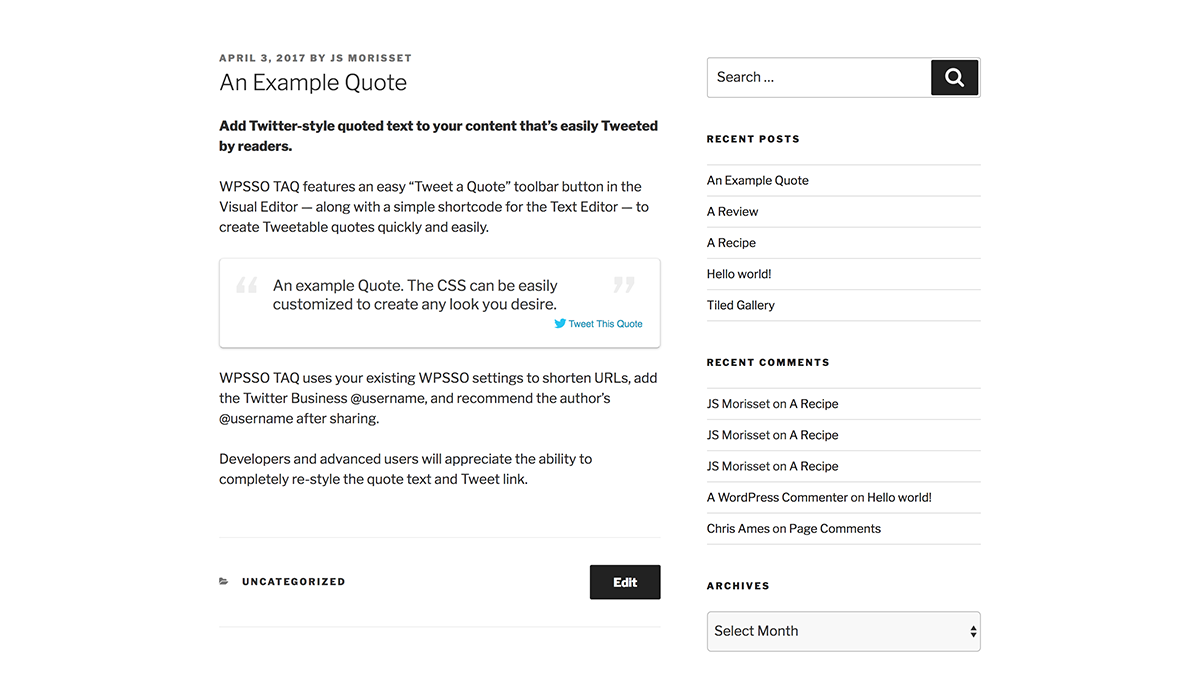 APRIL 3, 2017 BY JS MORISSET
An Example Quote
Add Twitter-style quoted text to your content that’s easily Tweeted
by readers.
WPSSO TAQ features an easy “Tweet a Quote” toolbar button in the
Visual Editor — along with a simple shortcode for the Text Editor — to
create Tweetable quotes quickly and easily.
“ An example Quote. The CSS can be easily ”
customized to create any look you desire.
Tweet This Quote
WPSSO TAQ uses your existing WPSSO settings to shorten URLs, add
the Twitter Business @username, and recommend the author’s
@username after sharing.
Developers and advanced users will appreciate the ability to
completely re-style the quote text and Tweet link.
UNCATEGORIZED
Edit
Search …
RECENT POSTS
An Example Quote
A Review
A Recipe
Hello world!
Tiled Gallery
RECENT COMMENTS
JS Morisset on A Recipe
JS Morisset on A Recipe
JS Morisset on A Recipe
A WordPress Commenter on Hello world!
Chris Ames on Page Comments
ARCHIVES
Select Month